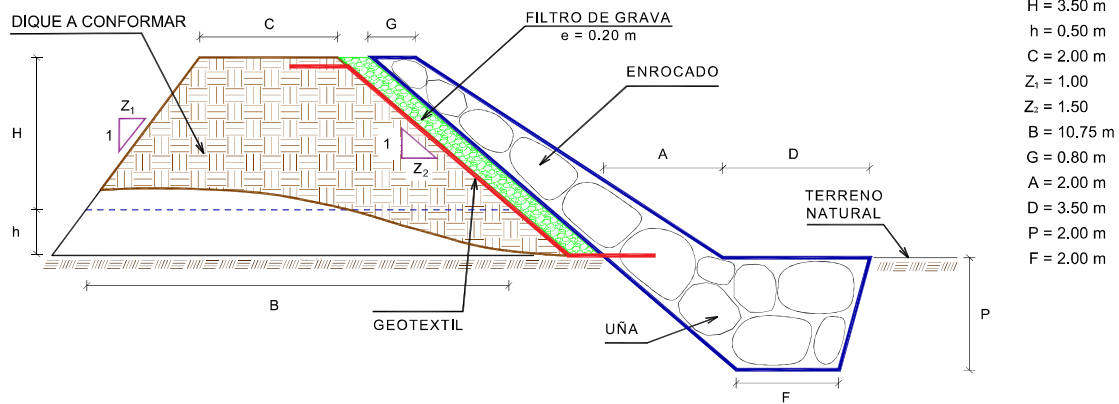 DIQUE A CONFORMAR
C
G
FILTRO DE GRAVA
e = 0.20 m
ENROCADO
H
h
Z₁
1
1
Z₂
A
D
TERRENO
NATURAL
B
GEOTEXTIL
UÑA
P
F
H = 3.50 m
h = 0.50 m
C = 2.00 m
Z₁ = 1.00
Z₂ = 1.50
B = 10.75 m
G = 0.80 m
A = 2.00 m
D = 3.50 m
P = 2.00 m
F = 2.00 m